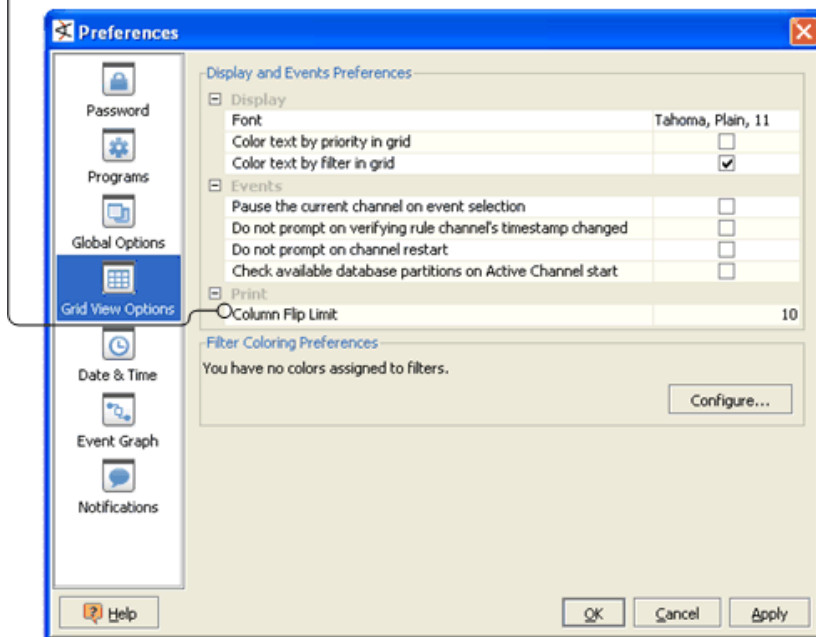 Preferences
Password
Programs
Global Options
Grid View Options
Date & Time
Event Graph
Notifications
Display and Events Preferences
Display
Font Tahoma, Plain, 11
Color text by priority in grid
Color text by filter in grid
Events
Pause the current channel on event selection
Do not prompt on verifying rule channel's timestamp changed
Do not prompt on channel restart
Check available database partitions on Active Channel start
Print
Column Flip Limit 10
Filter Coloring Preferences
You have no colors assigned to filters.
Configure...
Help
OK Cancel Apply